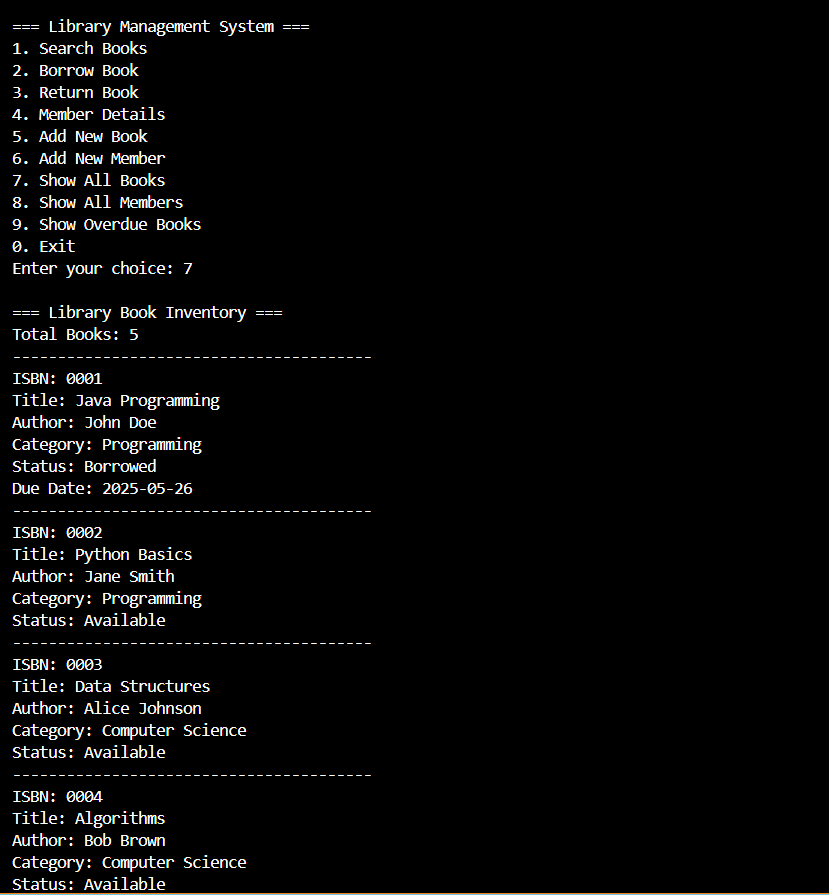 === Library Management System ===
1. Search Books
2. Borrow Book
3. Return Book
4. Member Details
5. Add New Book
6. Add New Member
7. Show All Books
8. Show All Members
9. Show Overdue Books
0. Exit
Enter your choice: 7
=== Library Book Inventory ===
Total Books: 5
----------------------------------------
ISBN: 0001
Title: Java Programming
Author: John Doe
Category: Programming
Status: Borrowed
Due Date: 2025-05-26
----------------------------------------
ISBN: 0002
Title: Python Basics
Author: Jane Smith
Category: Programming
Status: Available
----------------------------------------
ISBN: 0003
Title: Data Structures
Author: Alice Johnson
Category: Computer Science
Status: Available
----------------------------------------
ISBN: 0004
Title: Algorithms
Author: Bob Brown
Category: Computer Science
Status: Available